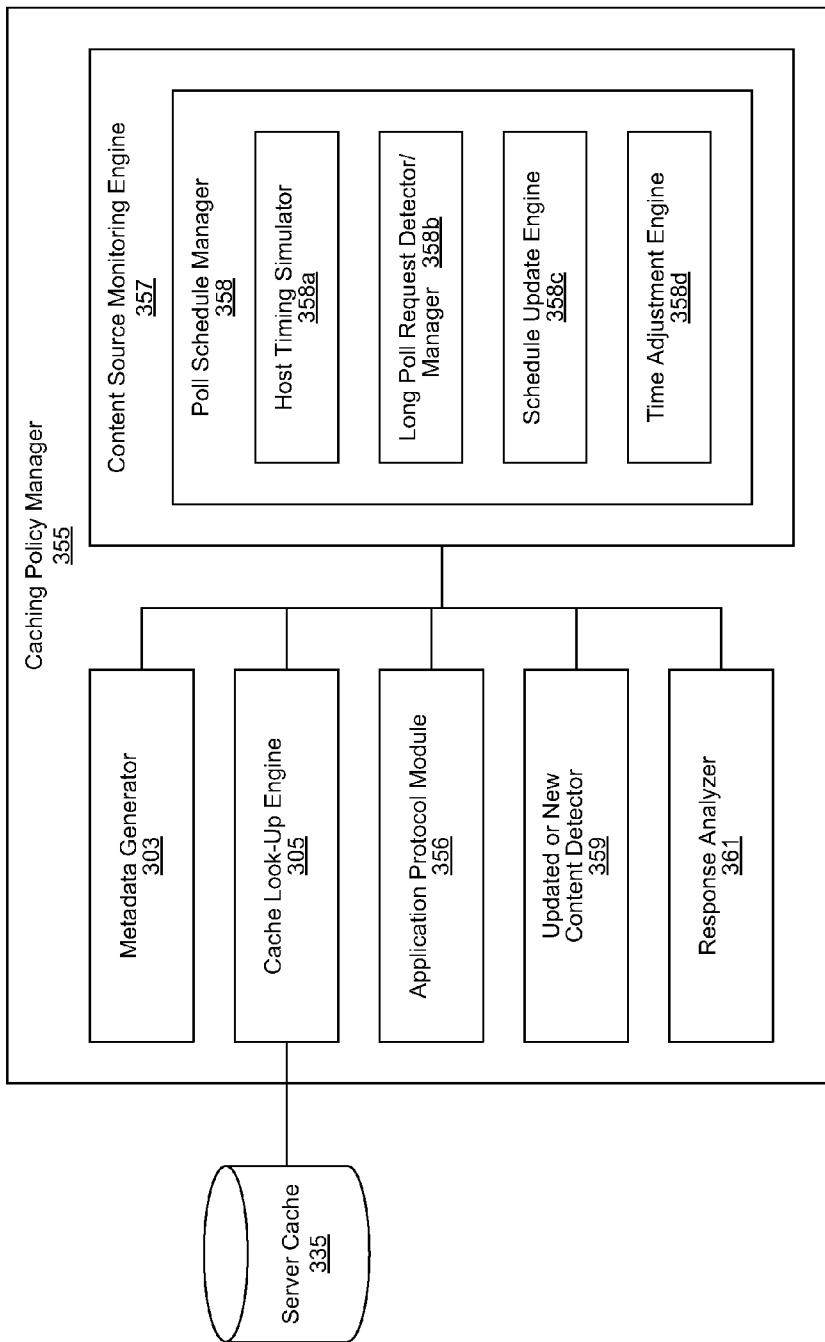 Caching Policy Manager
355
Metadata Generator
303
Cache Look-Up Engine
305
Application Protocol Module
356
Updated or New
Content Detector
359
Response Analyzer
361
Server Cache
335
Content Source Monitoring Engine
357
Poll Schedule Manager
358
Host Timing Simulator
358a
Long Poll Request Detector/
Manager 358b
Schedule Update Engine
358c
Time Adjustment Engine
358d